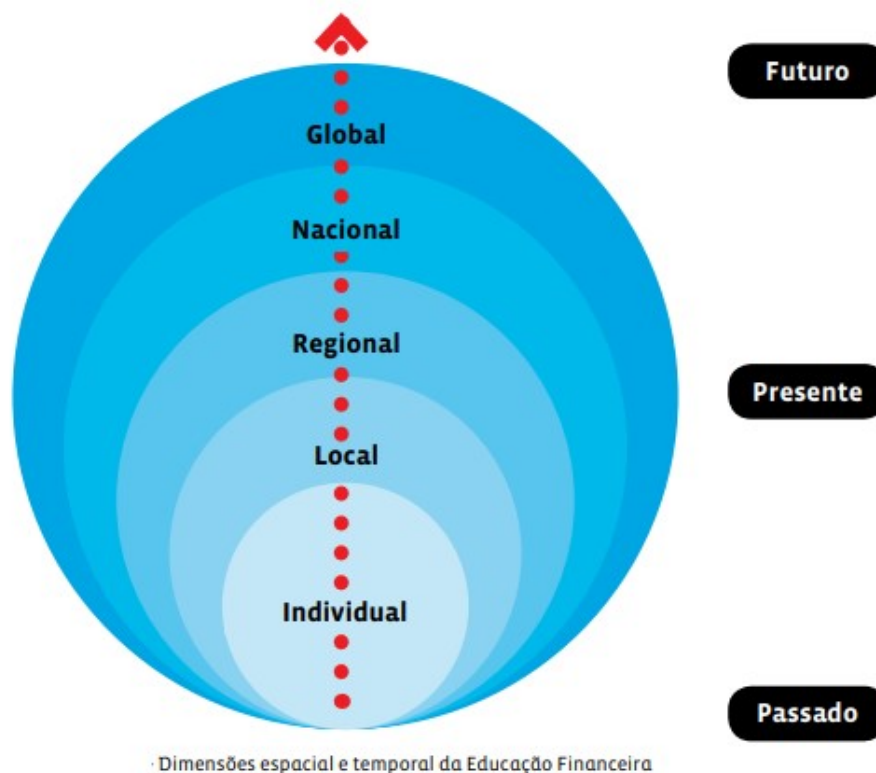 Futuro
Global
Nacional
Regional
Presente
Local
Individual
Passado
Dimensões espacial e temporal da Educação Financeira